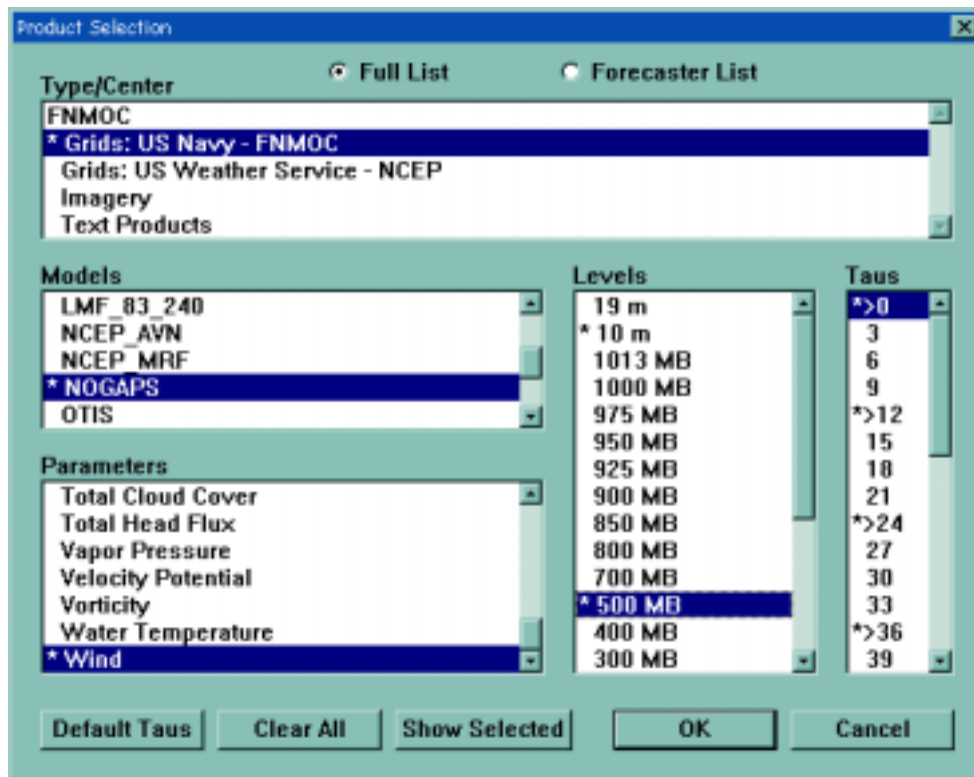 Product Selection
Full List
Forecaster List
Type/Center
FNMOC
* Grids: US Navy - FNMOC
Grids: US Weather Service - NCEP
Imagery
Text Products
Models
LMF_83_240
NCEP_AVN
NCEP_MRF
* NOGAPS
OTIS
Parameters
Total Cloud Cover
Total Head Flux
Vapor Pressure
Velocity Potential
Vorticity
Water Temperature
* Wind
Levels
19 m
* 10 m
1013 MB
1000 MB
975 MB
950 MB
925 MB
900 MB
850 MB
800 MB
700 MB
* 500 MB
400 MB
300 MB
Taus
*>0
3
6
9
*>12
15
18
21
*>24
27
30
33
*>36
39
Default Taus
Clear All
Show Selected
OK
Cancel